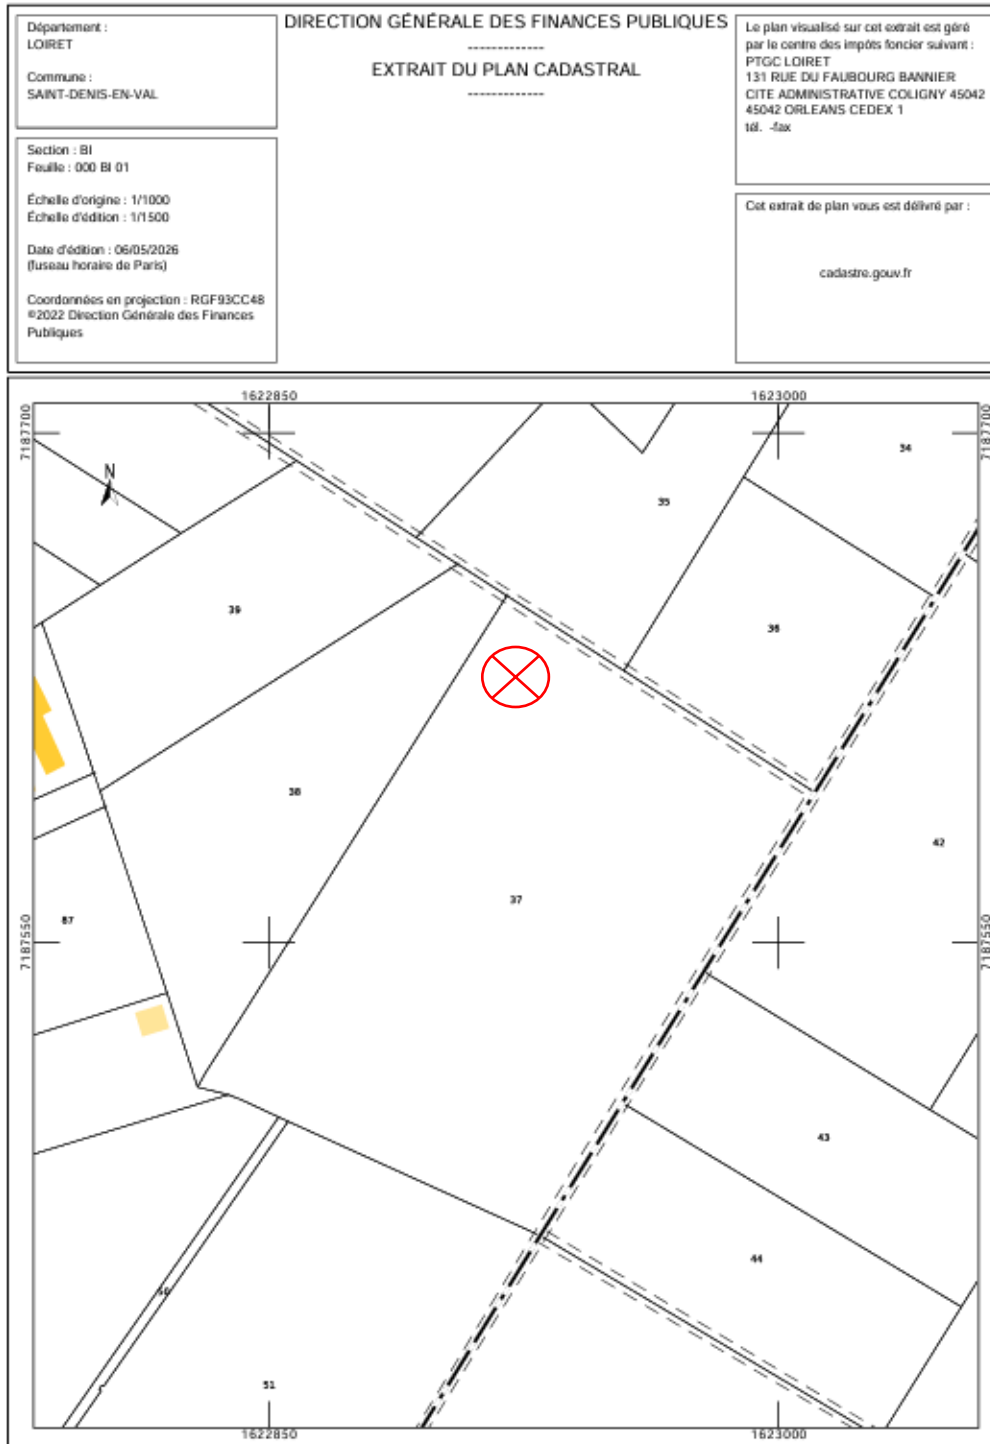 Département :
LOIRET
Commune :
SAINT-DENIS-EN-VAL
Section : BI
Feuille : 000 BI 01
Échelle d'origine : 1/1000
Échelle d'édition : 1/1500
Date d'édition : 06/05/2026
(fuseau horaire de Paris)
Coordonnées en projection : RGF93CC48
©2022 Direction Générale des Finances
Publiques
DIRECTION GÉNÉRALE DES FINANCES PUBLIQUES
-------------
EXTRAIT DU PLAN CADASTRAL
-------------
Le plan visualisé sur cet extrait est géré
par le centre des impôts foncier suivant :
PTGC LOIRET
131 RUE DU FAUBOURG BANNIER
CITE ADMINISTRATIVE COLIGNY 45042
45042 ORLEANS CEDEX 1
tél. -fax
Cet extrait de plan vous est délivré par :
cadastre.gouv.fr
1622850
1623000
7187700
7187700
34
N
35
39
36
38
42
37
87
7187550
7187550
43
44
51
1622850
1623000